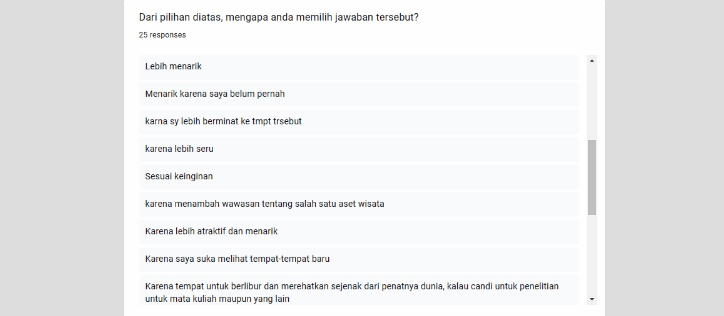 Dari pilihan diatas, mengapa anda memilih jawaban tersebut?
25 responses
Lebih menarik
Menarik karena saya belum pernah
karna sy lebih berminat ke tmpt trsebut
karena lebih seru
Sesuai keinginan
karena menambah wawasan tentang salah satu aset wisata
Karena lebih atraktif dan menarik
Karena saya suka melihat tempat-tempat baru
Karena tempat untuk berlibur dan merehatkan sejenak dari penatnya dunia, kalau candi untuk penelitian
untuk mata kuliah maupun yang lain